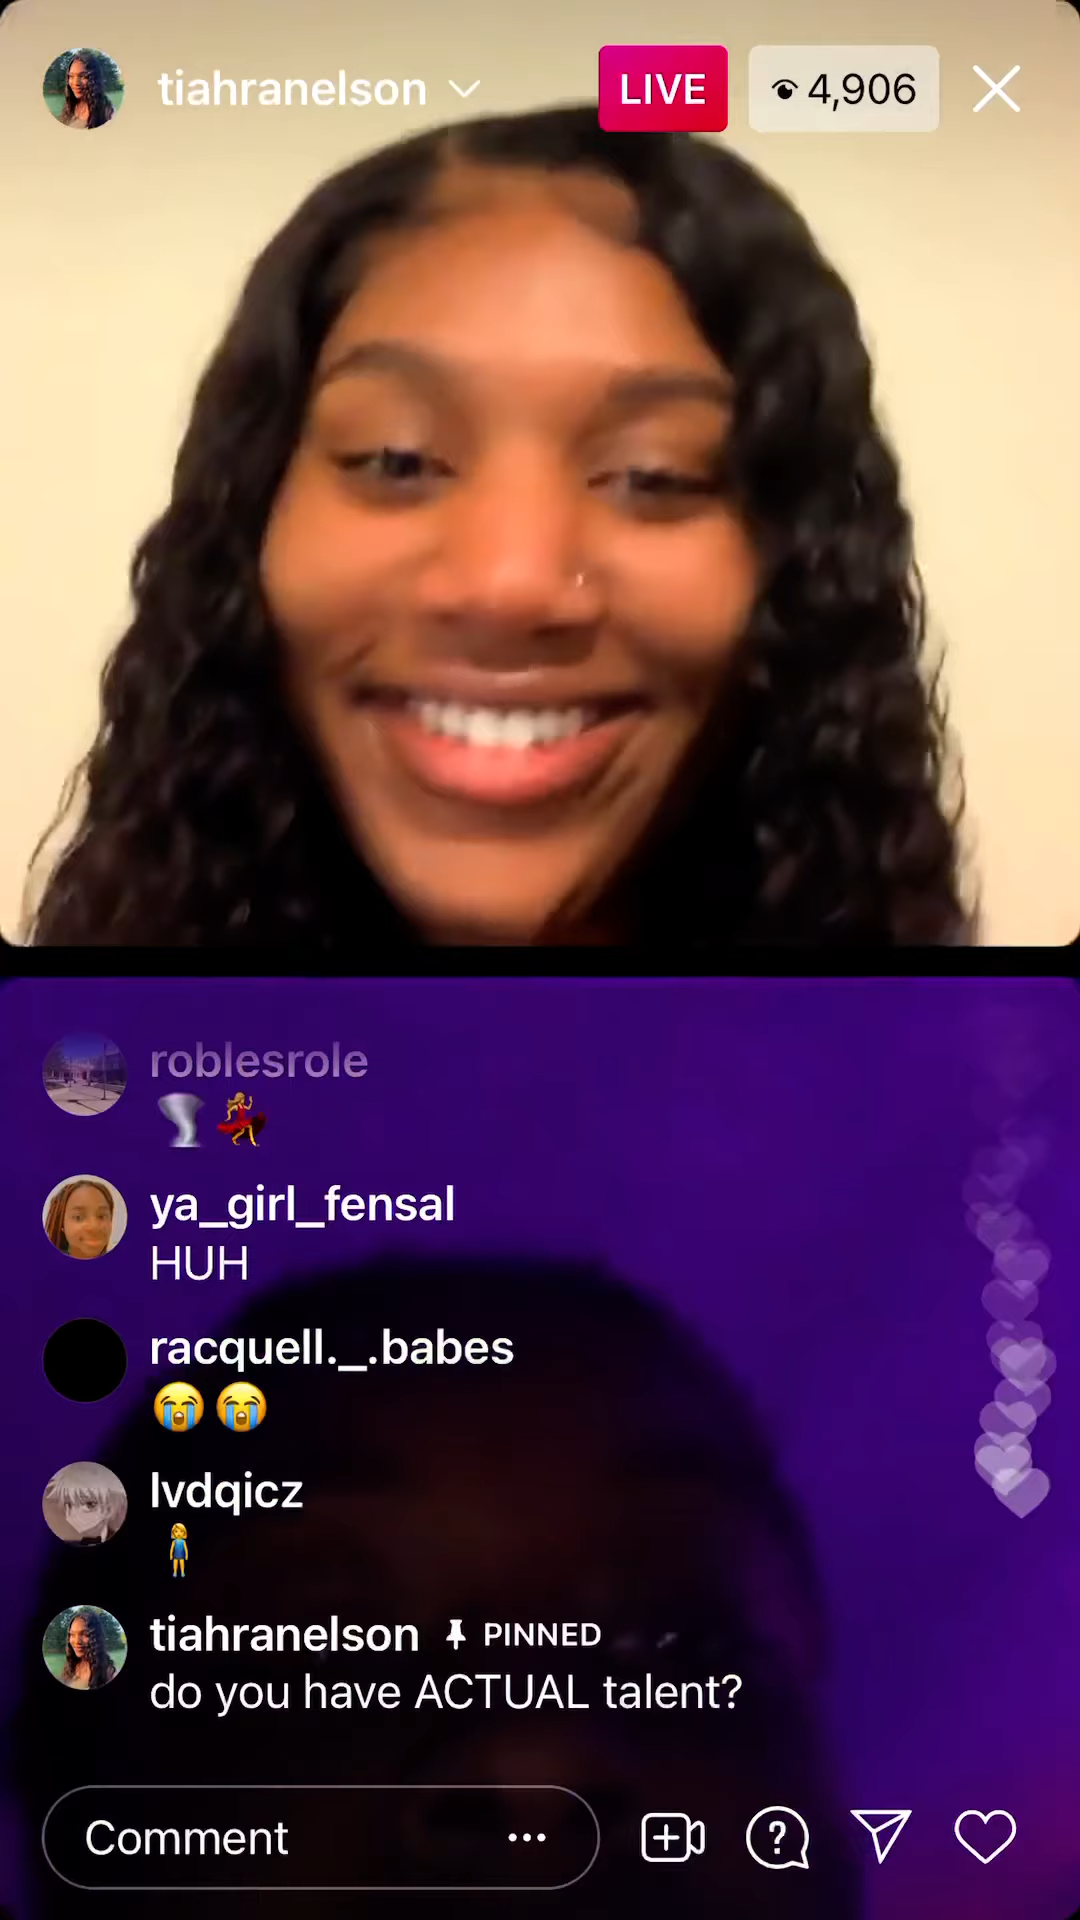 tiahranelson
LIVE
4,906
roblesrole
🌪️ 💃
ya_girl_fensal
HUH
racquell._.babes
😭 😭
lvdqicz
🧍‍♀️
tiahranelson PINNED
do you have ACTUAL talent?
Comment